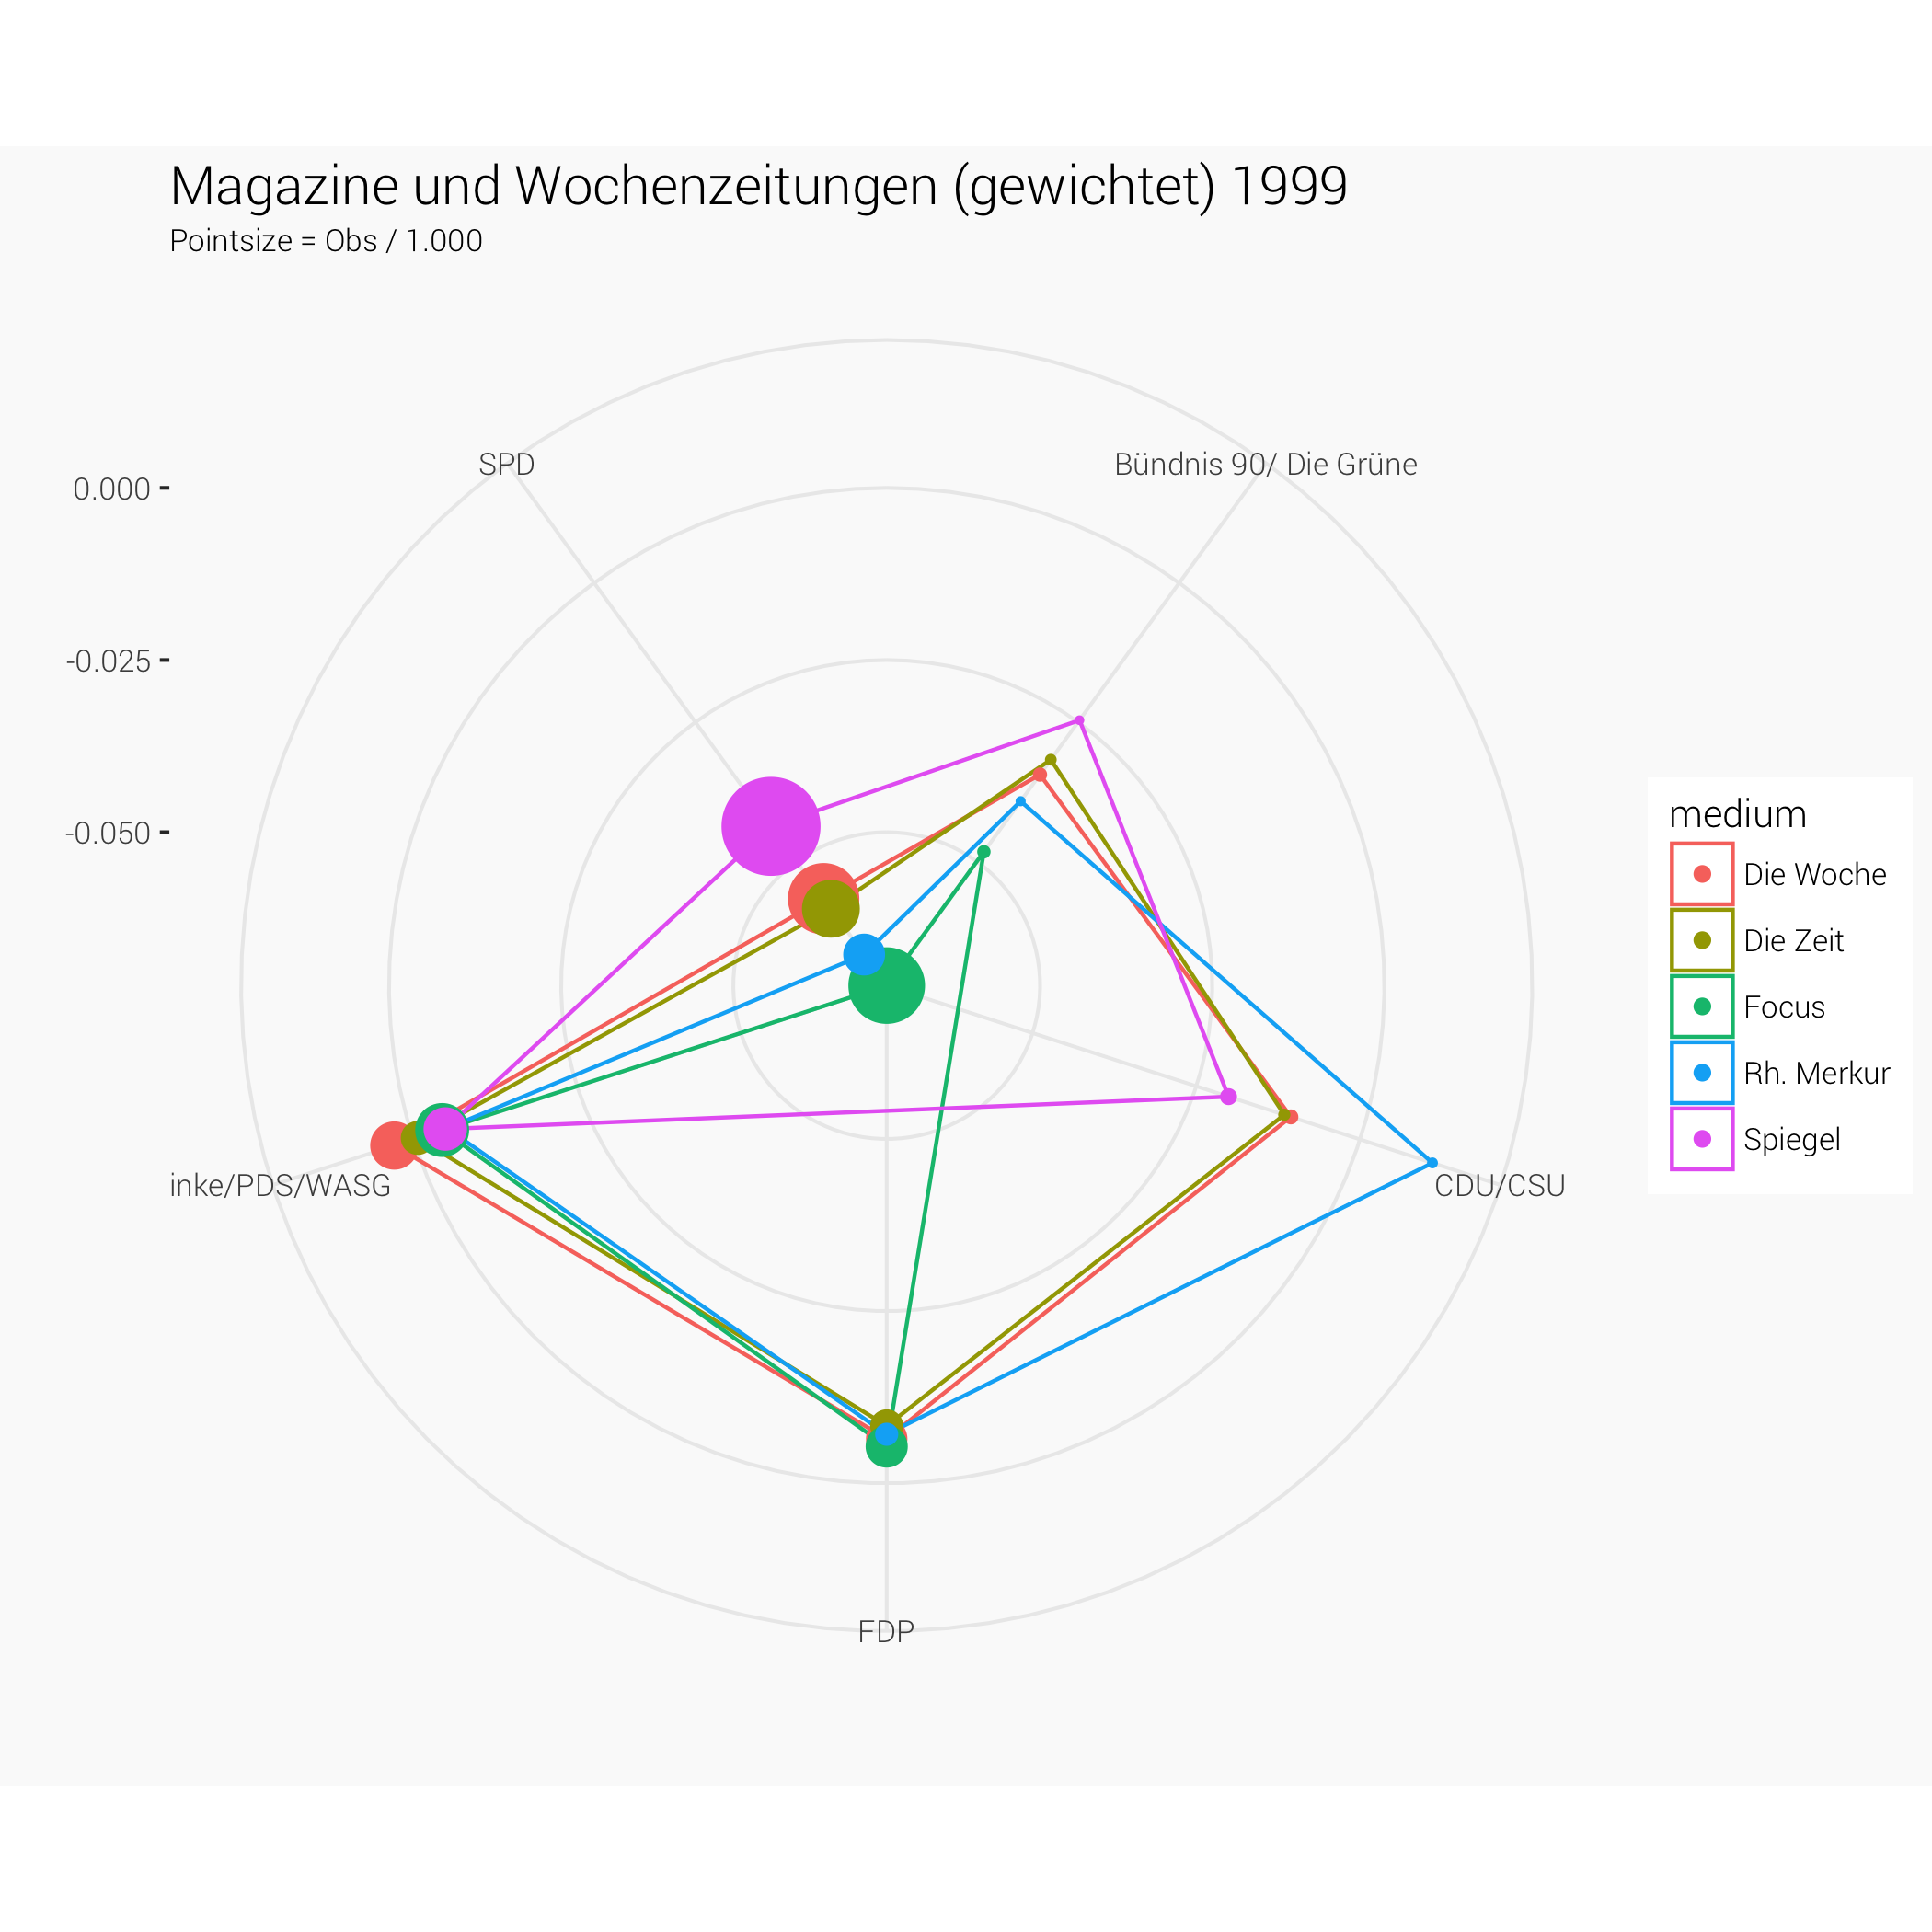 Magazine und Wochenzeitungen (gewichtet) 1999
Pointsize = Obs / 1.000
SPD
Bündnis 90/ Die Grüne
0.000
-0.025
-0.050
inke/PDS/WASG
CDU/CSU
FDP
medium
Die Woche
Die Zeit
Focus
Rh. Merkur
Spiegel